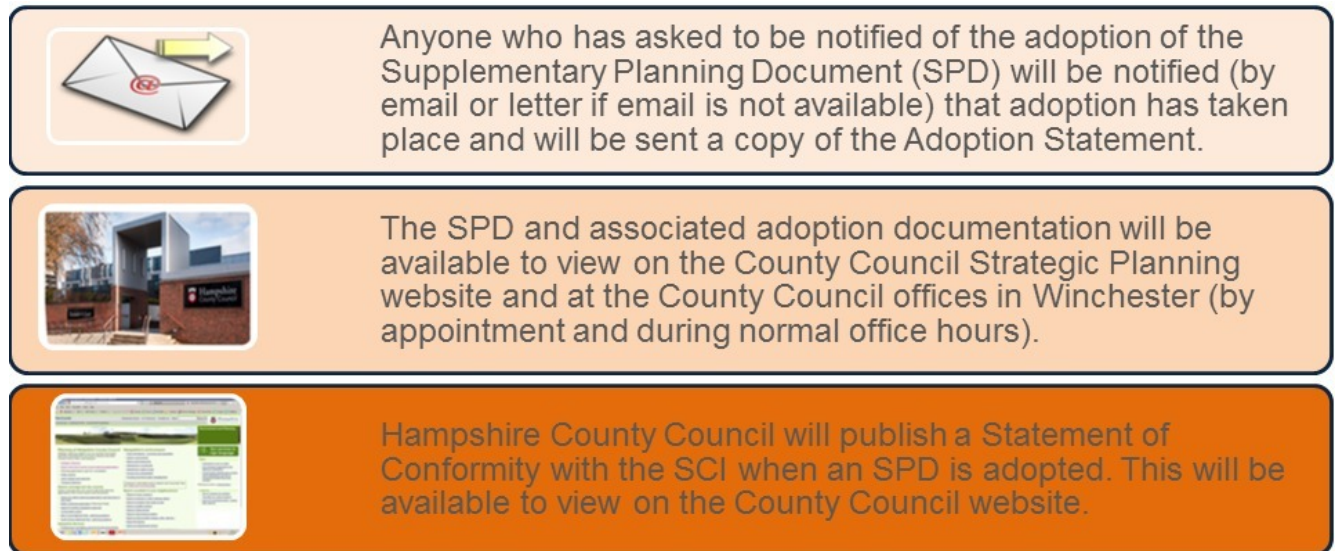 Anyone who has asked to be notified of the adoption of the
Supplementary Planning Document (SPD) will be notified (by
email or letter if email is not available) that adoption has taken
place and will be sent a copy of the Adoption Statement.
The SPD and associated adoption documentation will be
available to view on the County Council Strategic Planning
website and at the County Council offices in Winchester (by
appointment and during normal office hours).
Hampshire
County Council
Hampshire County Council will publish a Statement of
Conformity with the SCI when an SPD is adopted. This will be
available to view on the County Council website.